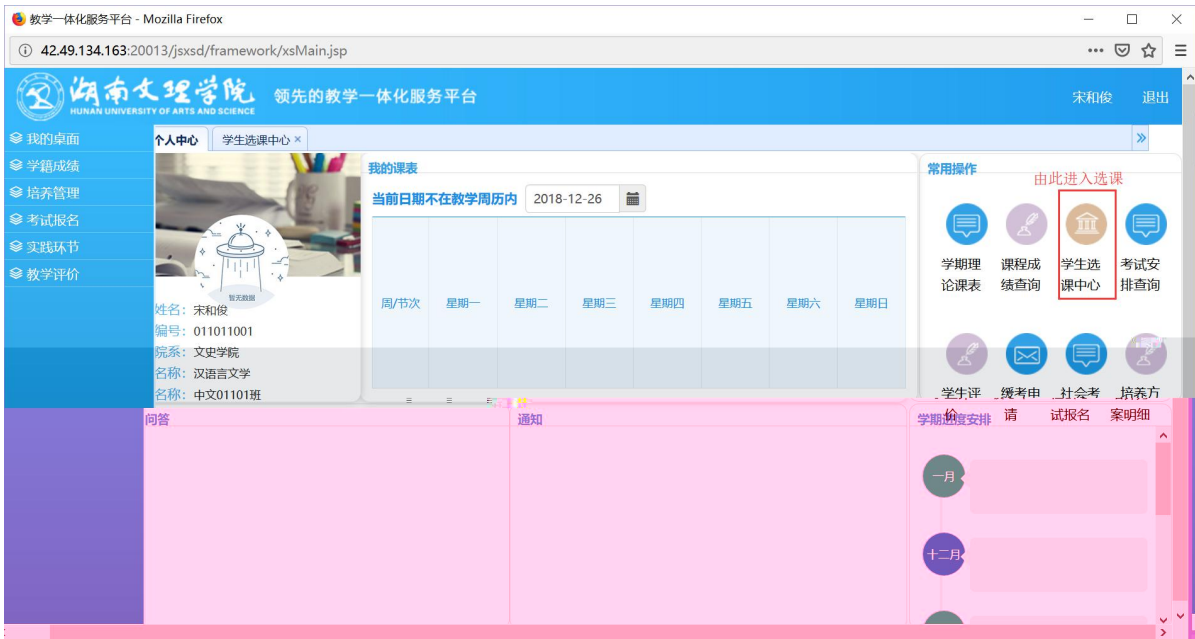 教学一体化服务平台 - Mozilla Firefox
42.49.134.163:20013/jsxsd/framework/xsMain.jsp
湖南文理学院 领先的教学一体化服务平台 宋和俊 退出
HUNAN UNIVERSITY OF ARTS AND SCIENCE
我的桌面
学籍成绩
培养管理
考试报名
实践环节
教学评价
个人中心 学生选课中心 ×
暂无数据
姓名：宋和俊
编号：011011001
院系：文史学院
名称：汉语言文学
名称：中文01101班
我的课表
当前日期不在教学周历内 2018-12-26
周/节次 星期一 星期二 星期三 星期四 星期五 星期六 星期日
常用操作
由此进入选课
学期理论课表
课程成绩查询
学生选课中心
考试安排查询
学生评价
缓考申请
社会考试报名
培养方案明细
问答
通知
学期进度安排
一月
十二月